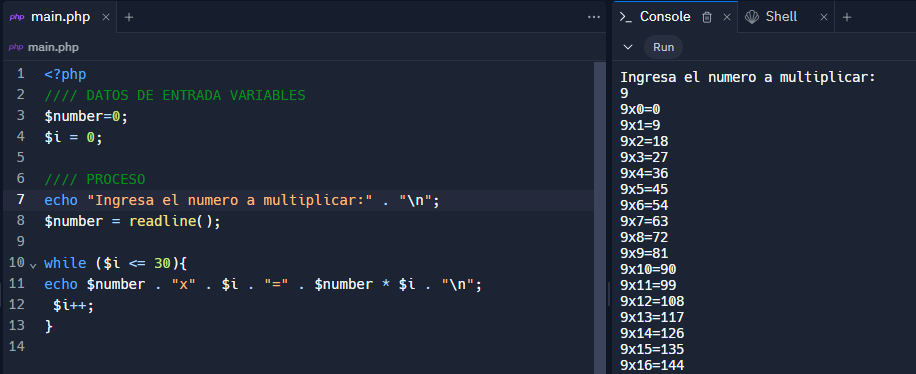 php main.php × +
php main.php
1 <?php
2 //// DATOS DE ENTRADA VARIABLES
3 $number=0;
4 $i = 0;
5
6 //// PROCESO
7 echo "Ingresa el numero a multiplicar:" . "\n";
8 $number = readline();
9
10 while ($i <= 30){
11 echo $number . "x" . $i . "=" . $number * $i . "\n";
12 $i++;
13 }
14
>_ Console × Shell × +
Run
Ingresa el numero a multiplicar:
9
9x0=0
9x1=9
9x2=18
9x3=27
9x4=36
9x5=45
9x6=54
9x7=63
9x8=72
9x9=81
9x10=90
9x11=99
9x12=108
9x13=117
9x14=126
9x15=135
9x16=144